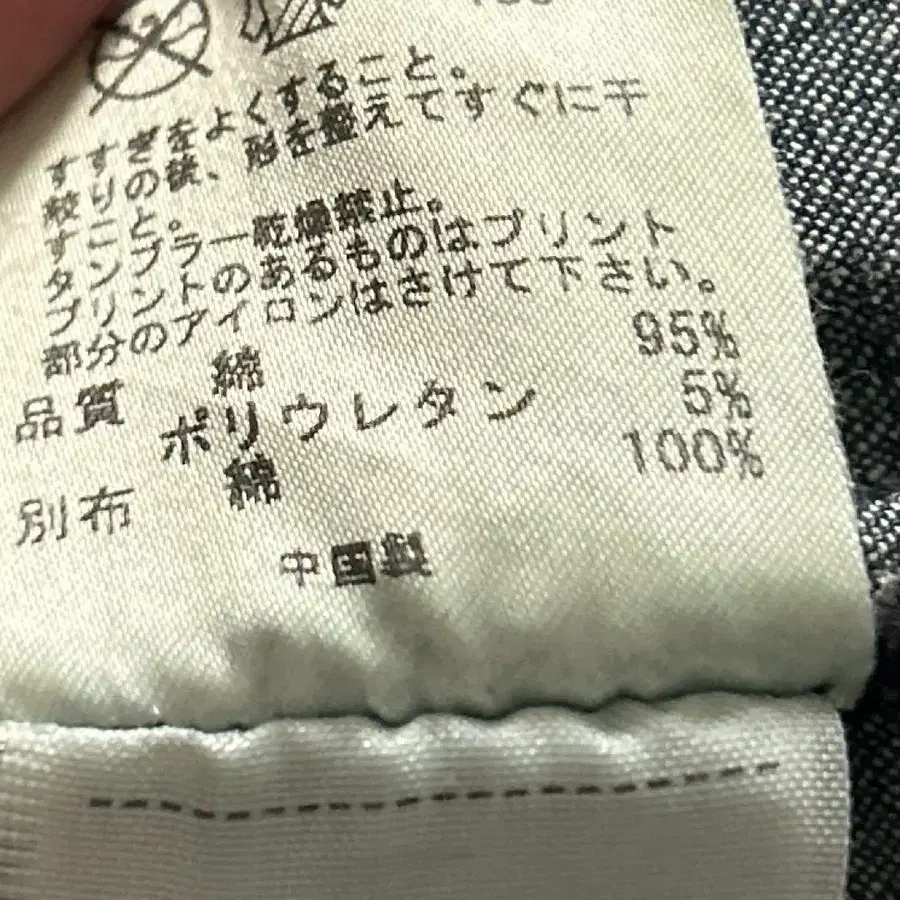 すすぎをよくすること。
絞りの後、形を整えてすぐに干
すこと。
タンブラー乾燥禁止。
プリントのあるものはプリント
部分のアイロンはさけて下さい。
品質 綿 95%
ポリウレタン 5%
別布 綿 100%
中国製